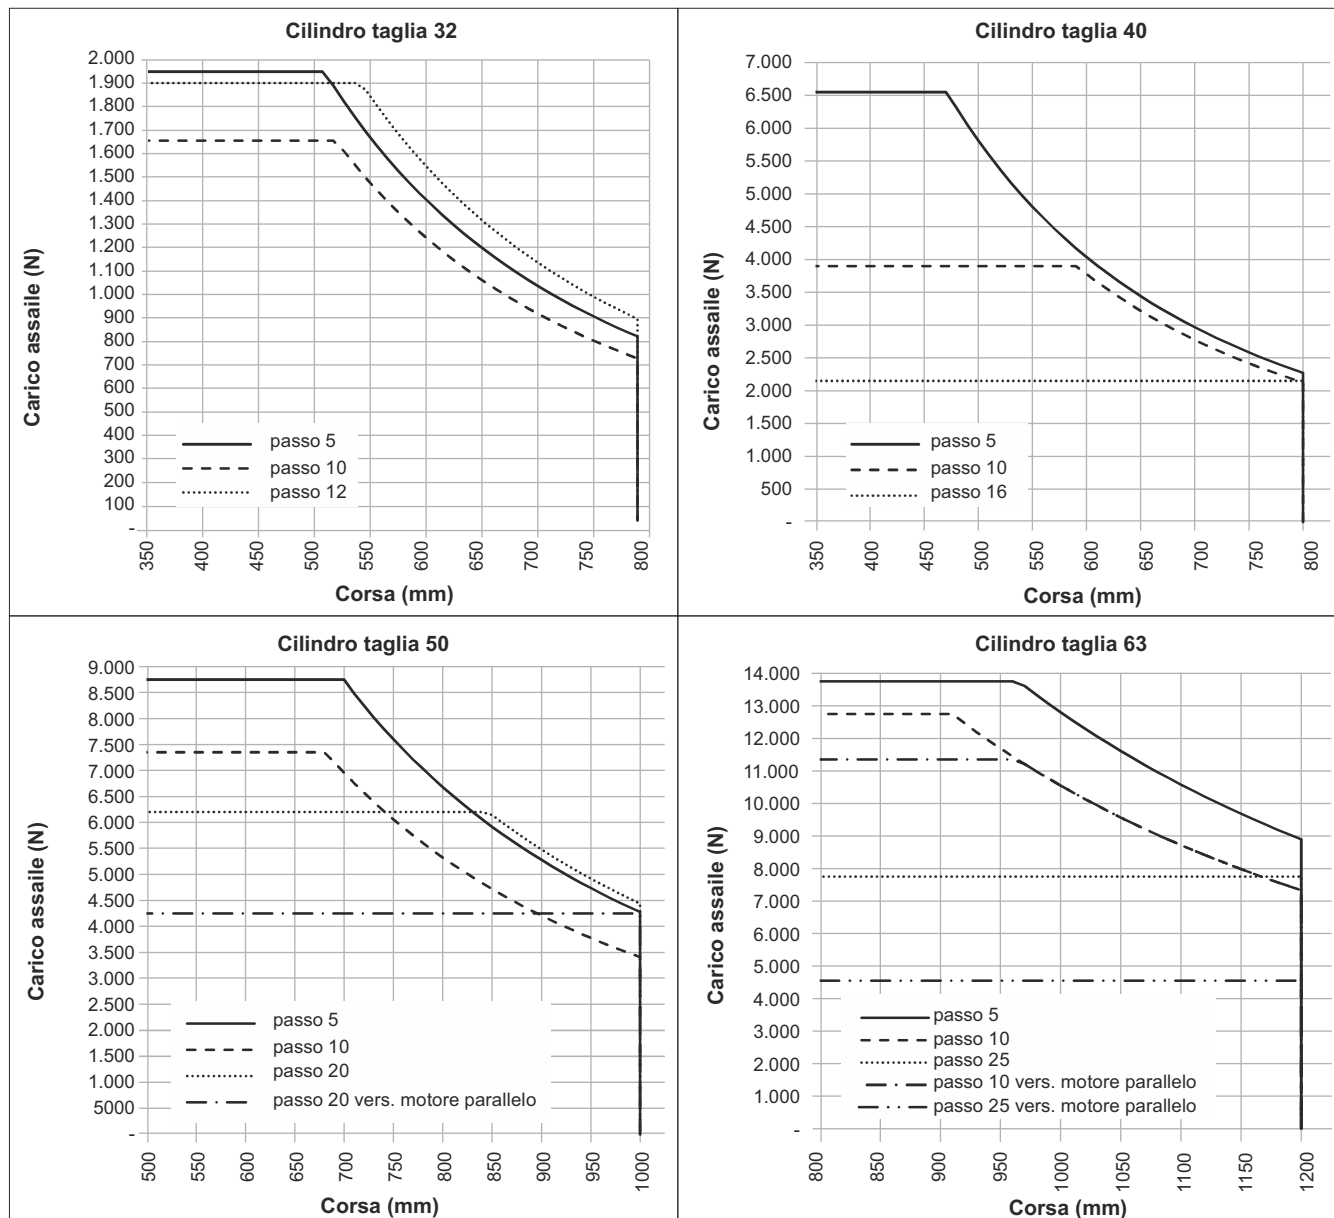 Cilindro taglia 32
Carico assaile (N)
2.000
1.900
1.800
1.700
1.600
1.500
1.400
1.300
1.200
1.100
1.000
900
800
700
600
500
400
300
200
100
-
passo 5
passo 10
passo 12
350 400 450 500 550 600 650 700 750 800
Corsa (mm)
Cilindro taglia 40
Carico assaile (N)
7.000
6.500
6.000
5.500
5.000
4.500
4.000
3.500
3.000
2.500
2.000
1.500
1.000
500
-
passo 5
passo 10
passo 16
350 400 450 500 550 600 650 700 750 800
Corsa (mm)
Cilindro taglia 50
Carico assaile (N)
9.000
8.500
8.000
7.500
7.000
6.500
6.000
5.500
5.000
4.500
4.000
3.500
3.000
2.500
2.000
1.500
1.000
5000
-
passo 5
passo 10
passo 20
passo 20 vers. motore parallelo
500 550 600 650 700 750 800 850 900 950 1000
Corsa (mm)
Cilindro taglia 63
Carico assaile (N)
14.000
13.000
12.000
11.000
10.000
9.000
8.000
7.000
6.000
5.000
4.000
3.000
2.000
1.000
-
passo 5
passo 10
passo 25
passo 10 vers. motore parallelo
passo 25 vers. motore parallelo
800 850 900 950 1000 1050 1100 1150 1200
Corsa (mm)